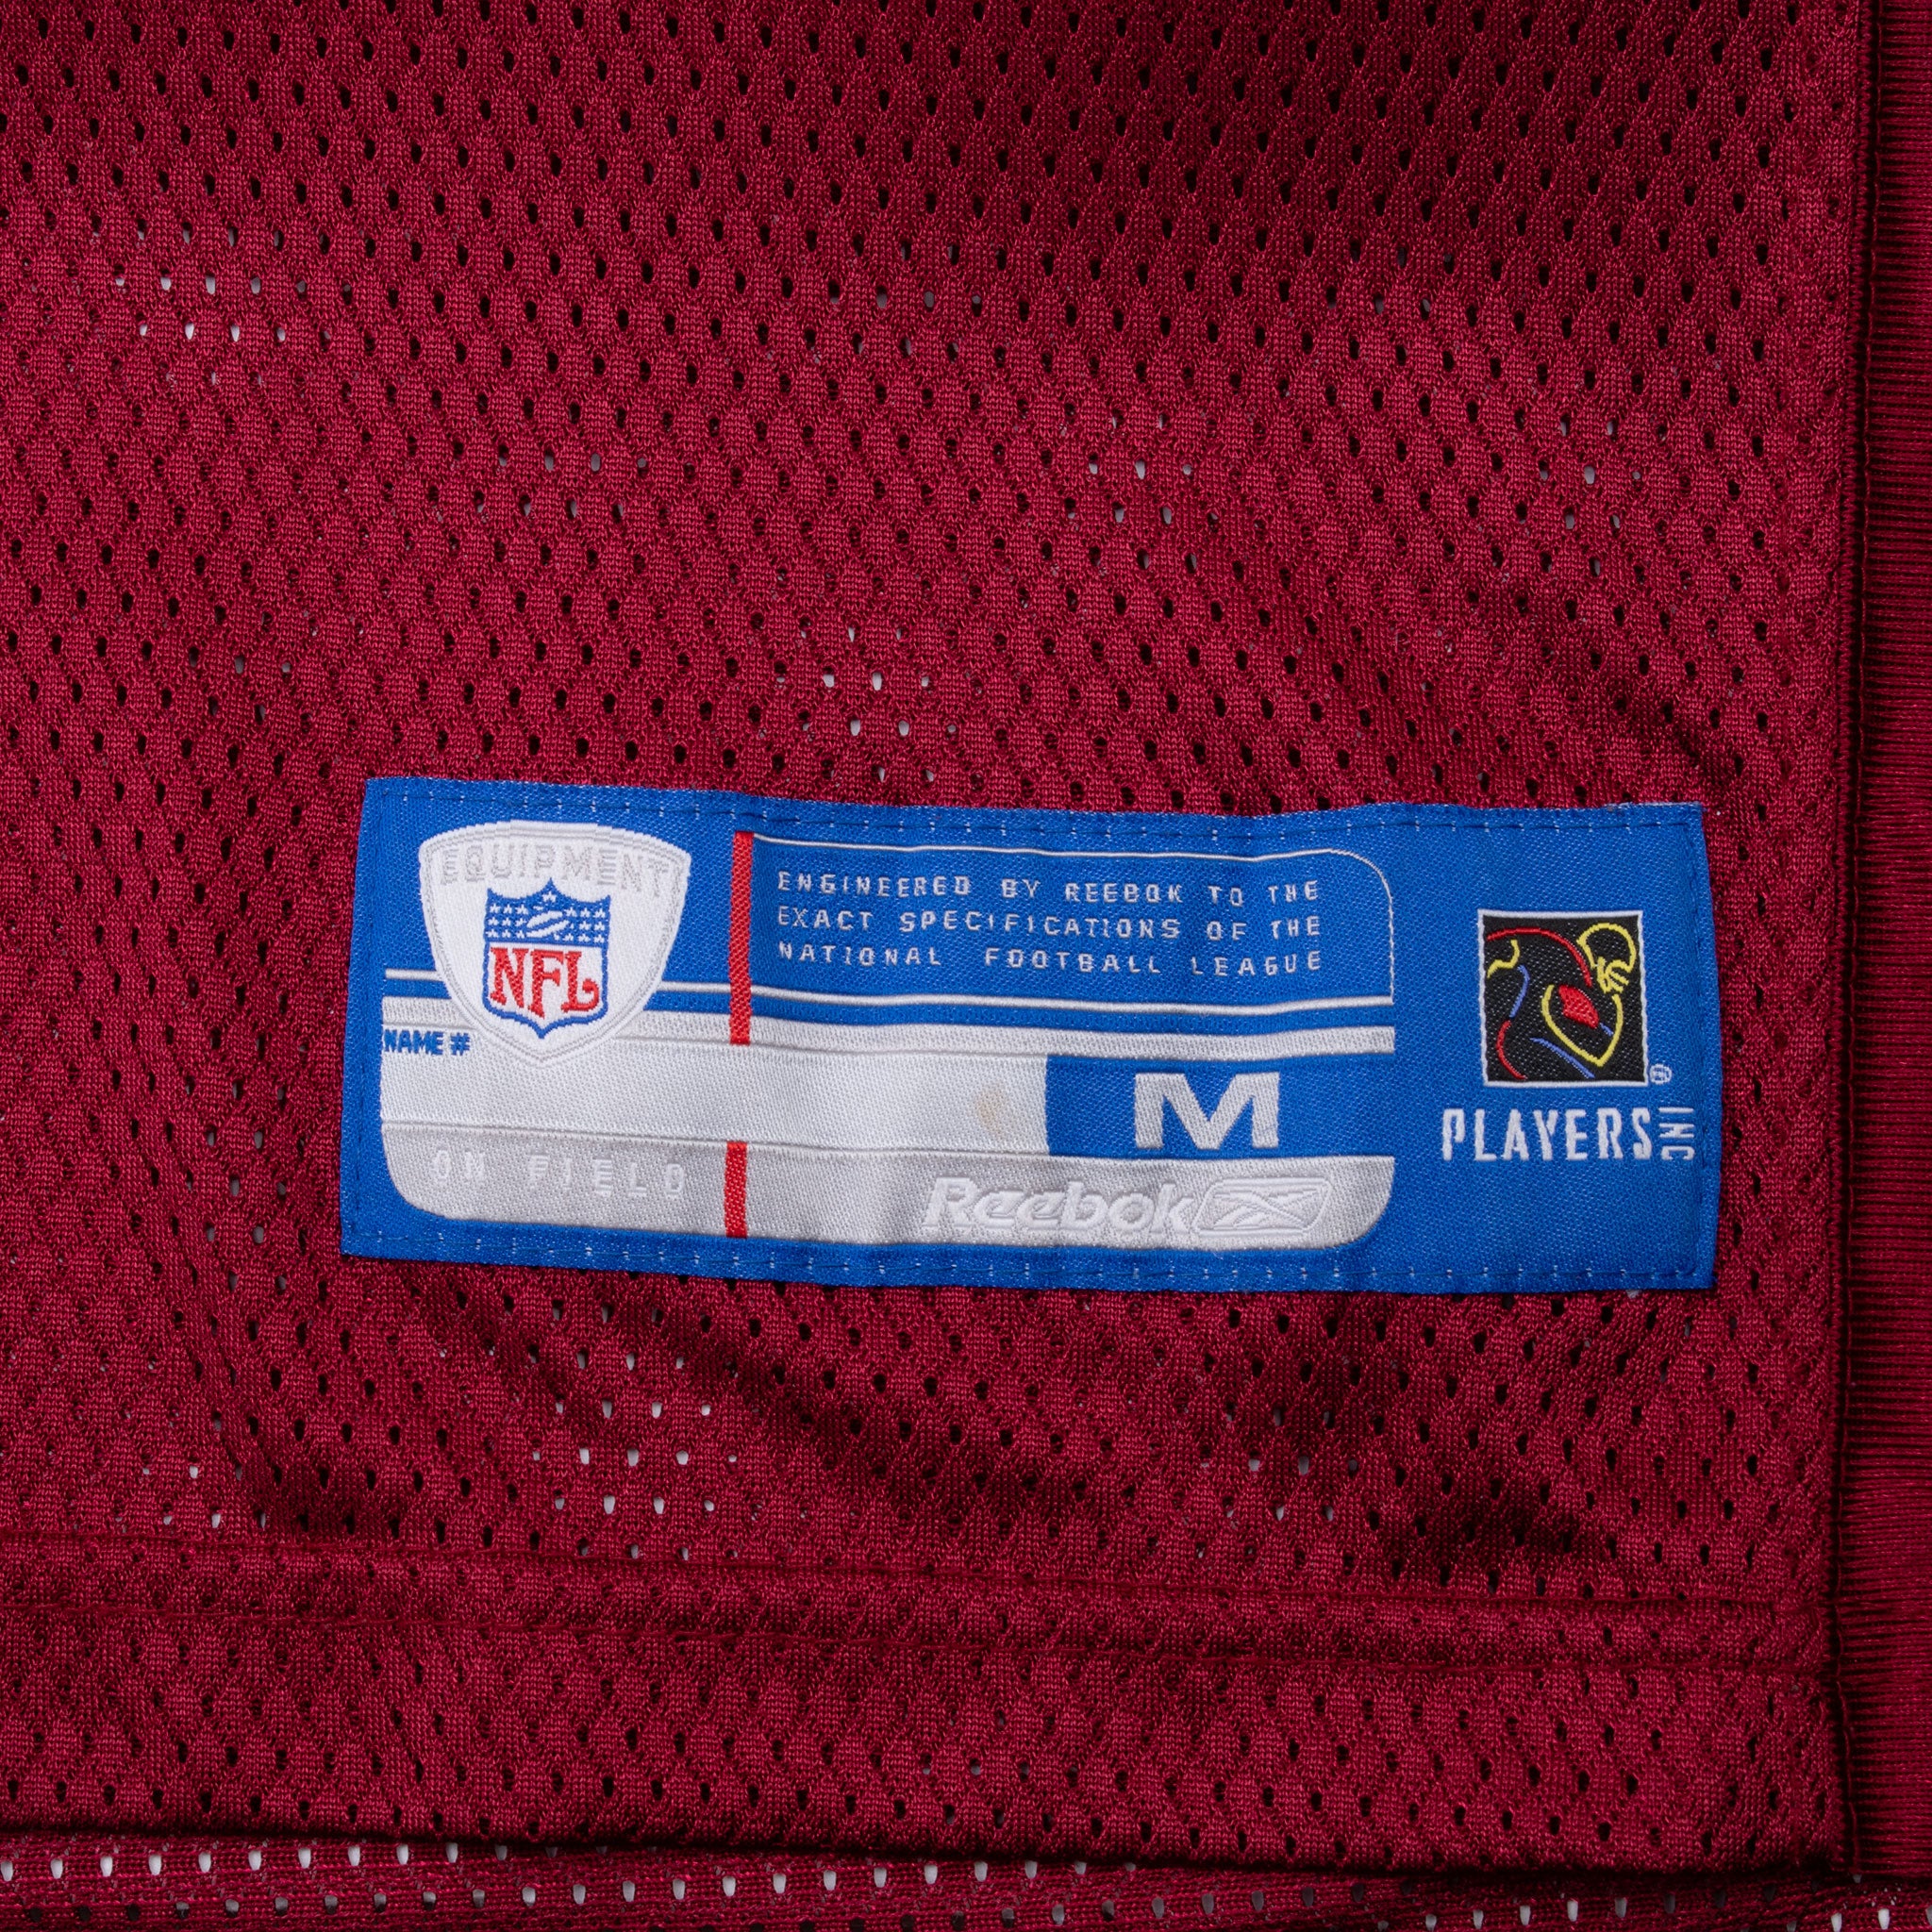 EQUIPMENT
NFL
ENGINEERED BY REEBOK TO THE
EXACT SPECIFICATIONS OF THE
NATIONAL FOOTBALL LEAGUE
NAME #
M
ON FIELD
Reebok
®
PLAYERS INC